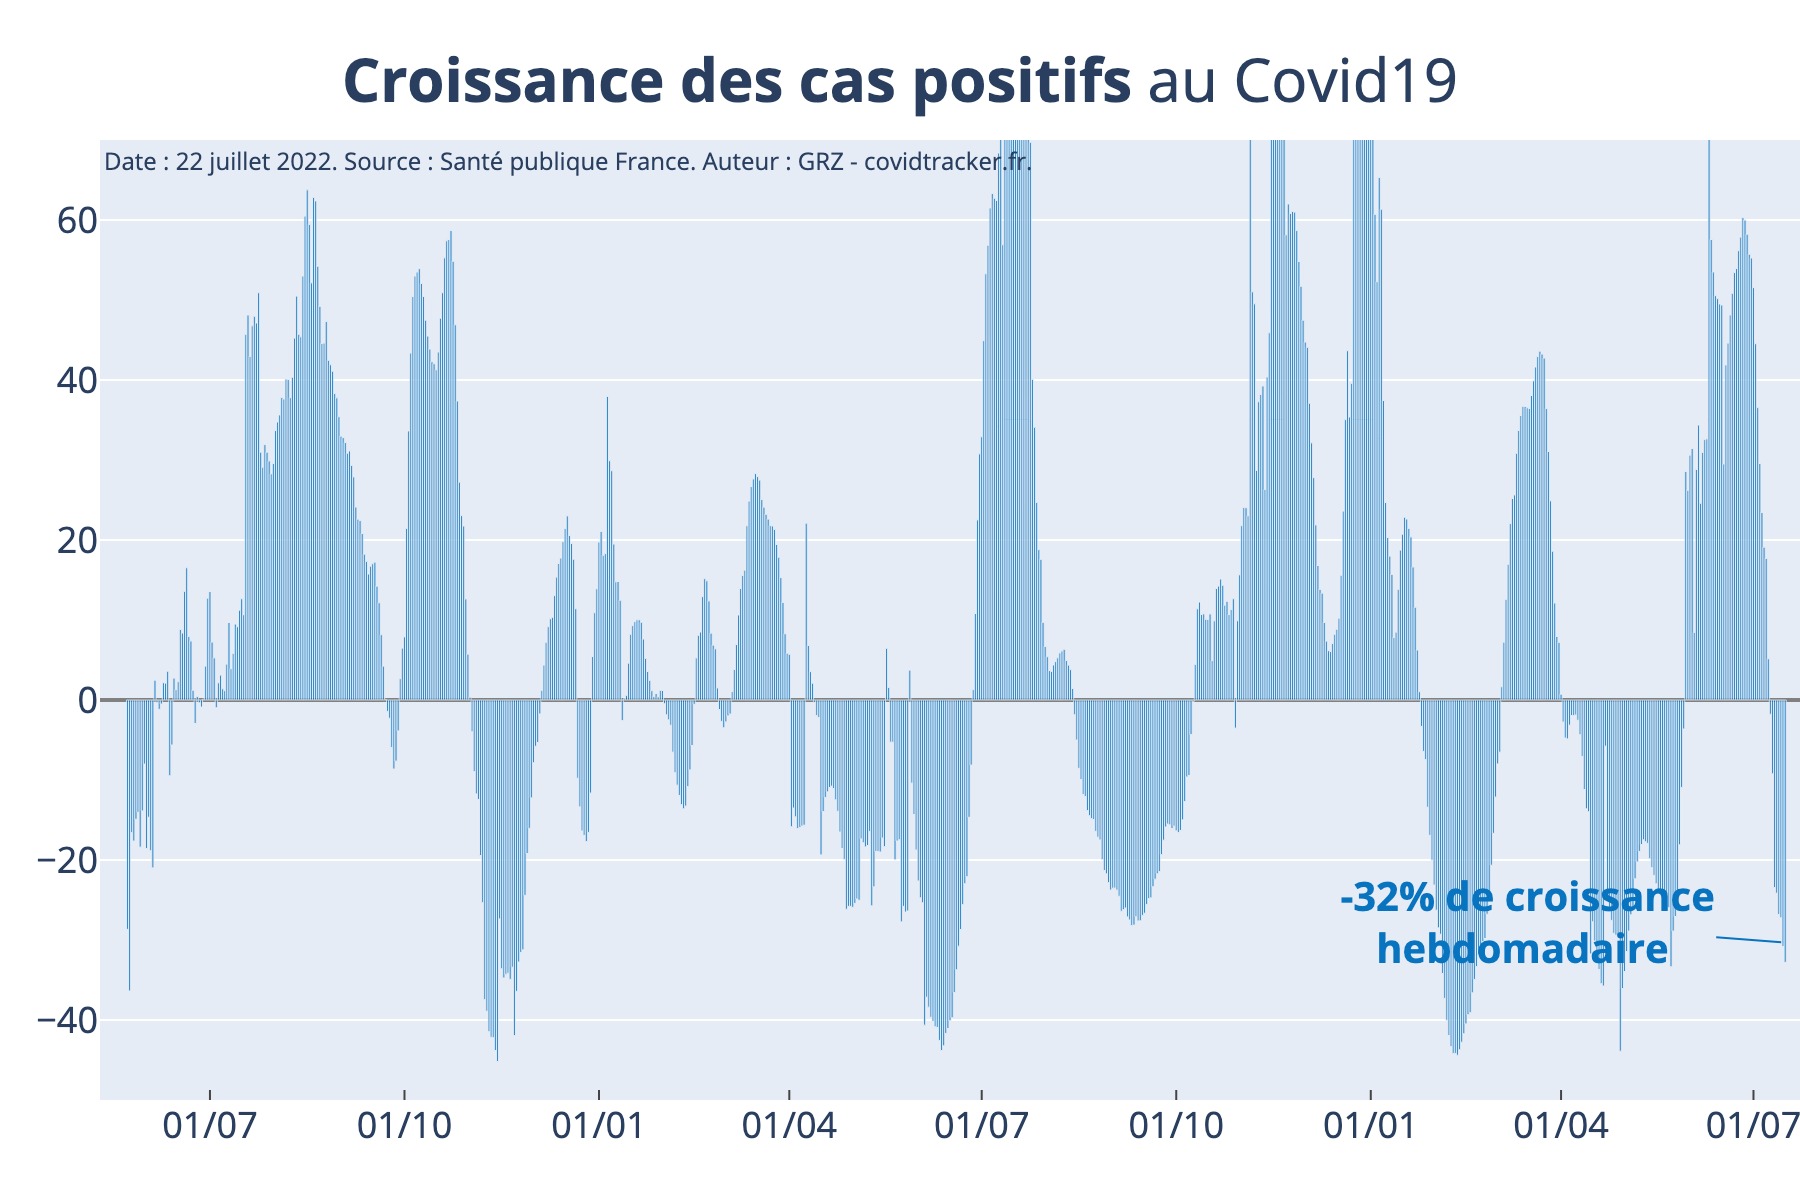 Croissance des cas positifs au Covid19
Date : 22 juillet 2022. Source : Santé publique France. Auteur : GRZ - covidtracker.fr.
60
40
20
0
−20
−40
-32% de croissance
hebdomadaire
01/07 01/10 01/01 01/04 01/07 01/10 01/01 01/04 01/07